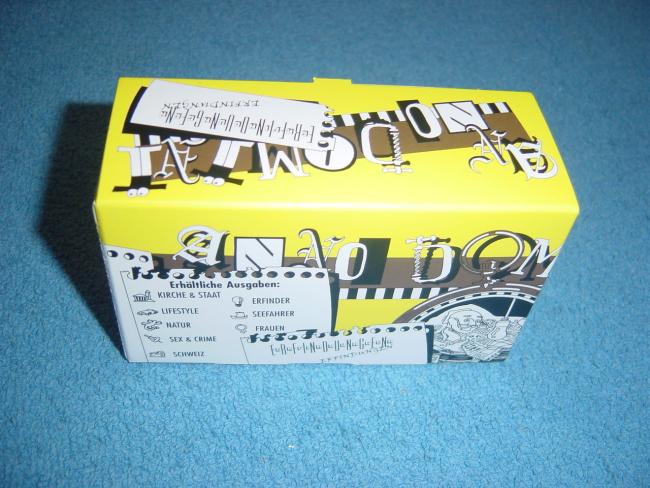 ERFINDUNGEN
ANNO DOMINI
ANNO DOM
Erhältliche Ausgaben:
KIRCHE & STAAT
LIFESTYLE
NATUR
SEX & CRIME
SCHWEIZ
ERFINDER
SEEFAHRER
FRAUEN
ERFINDUNGEN